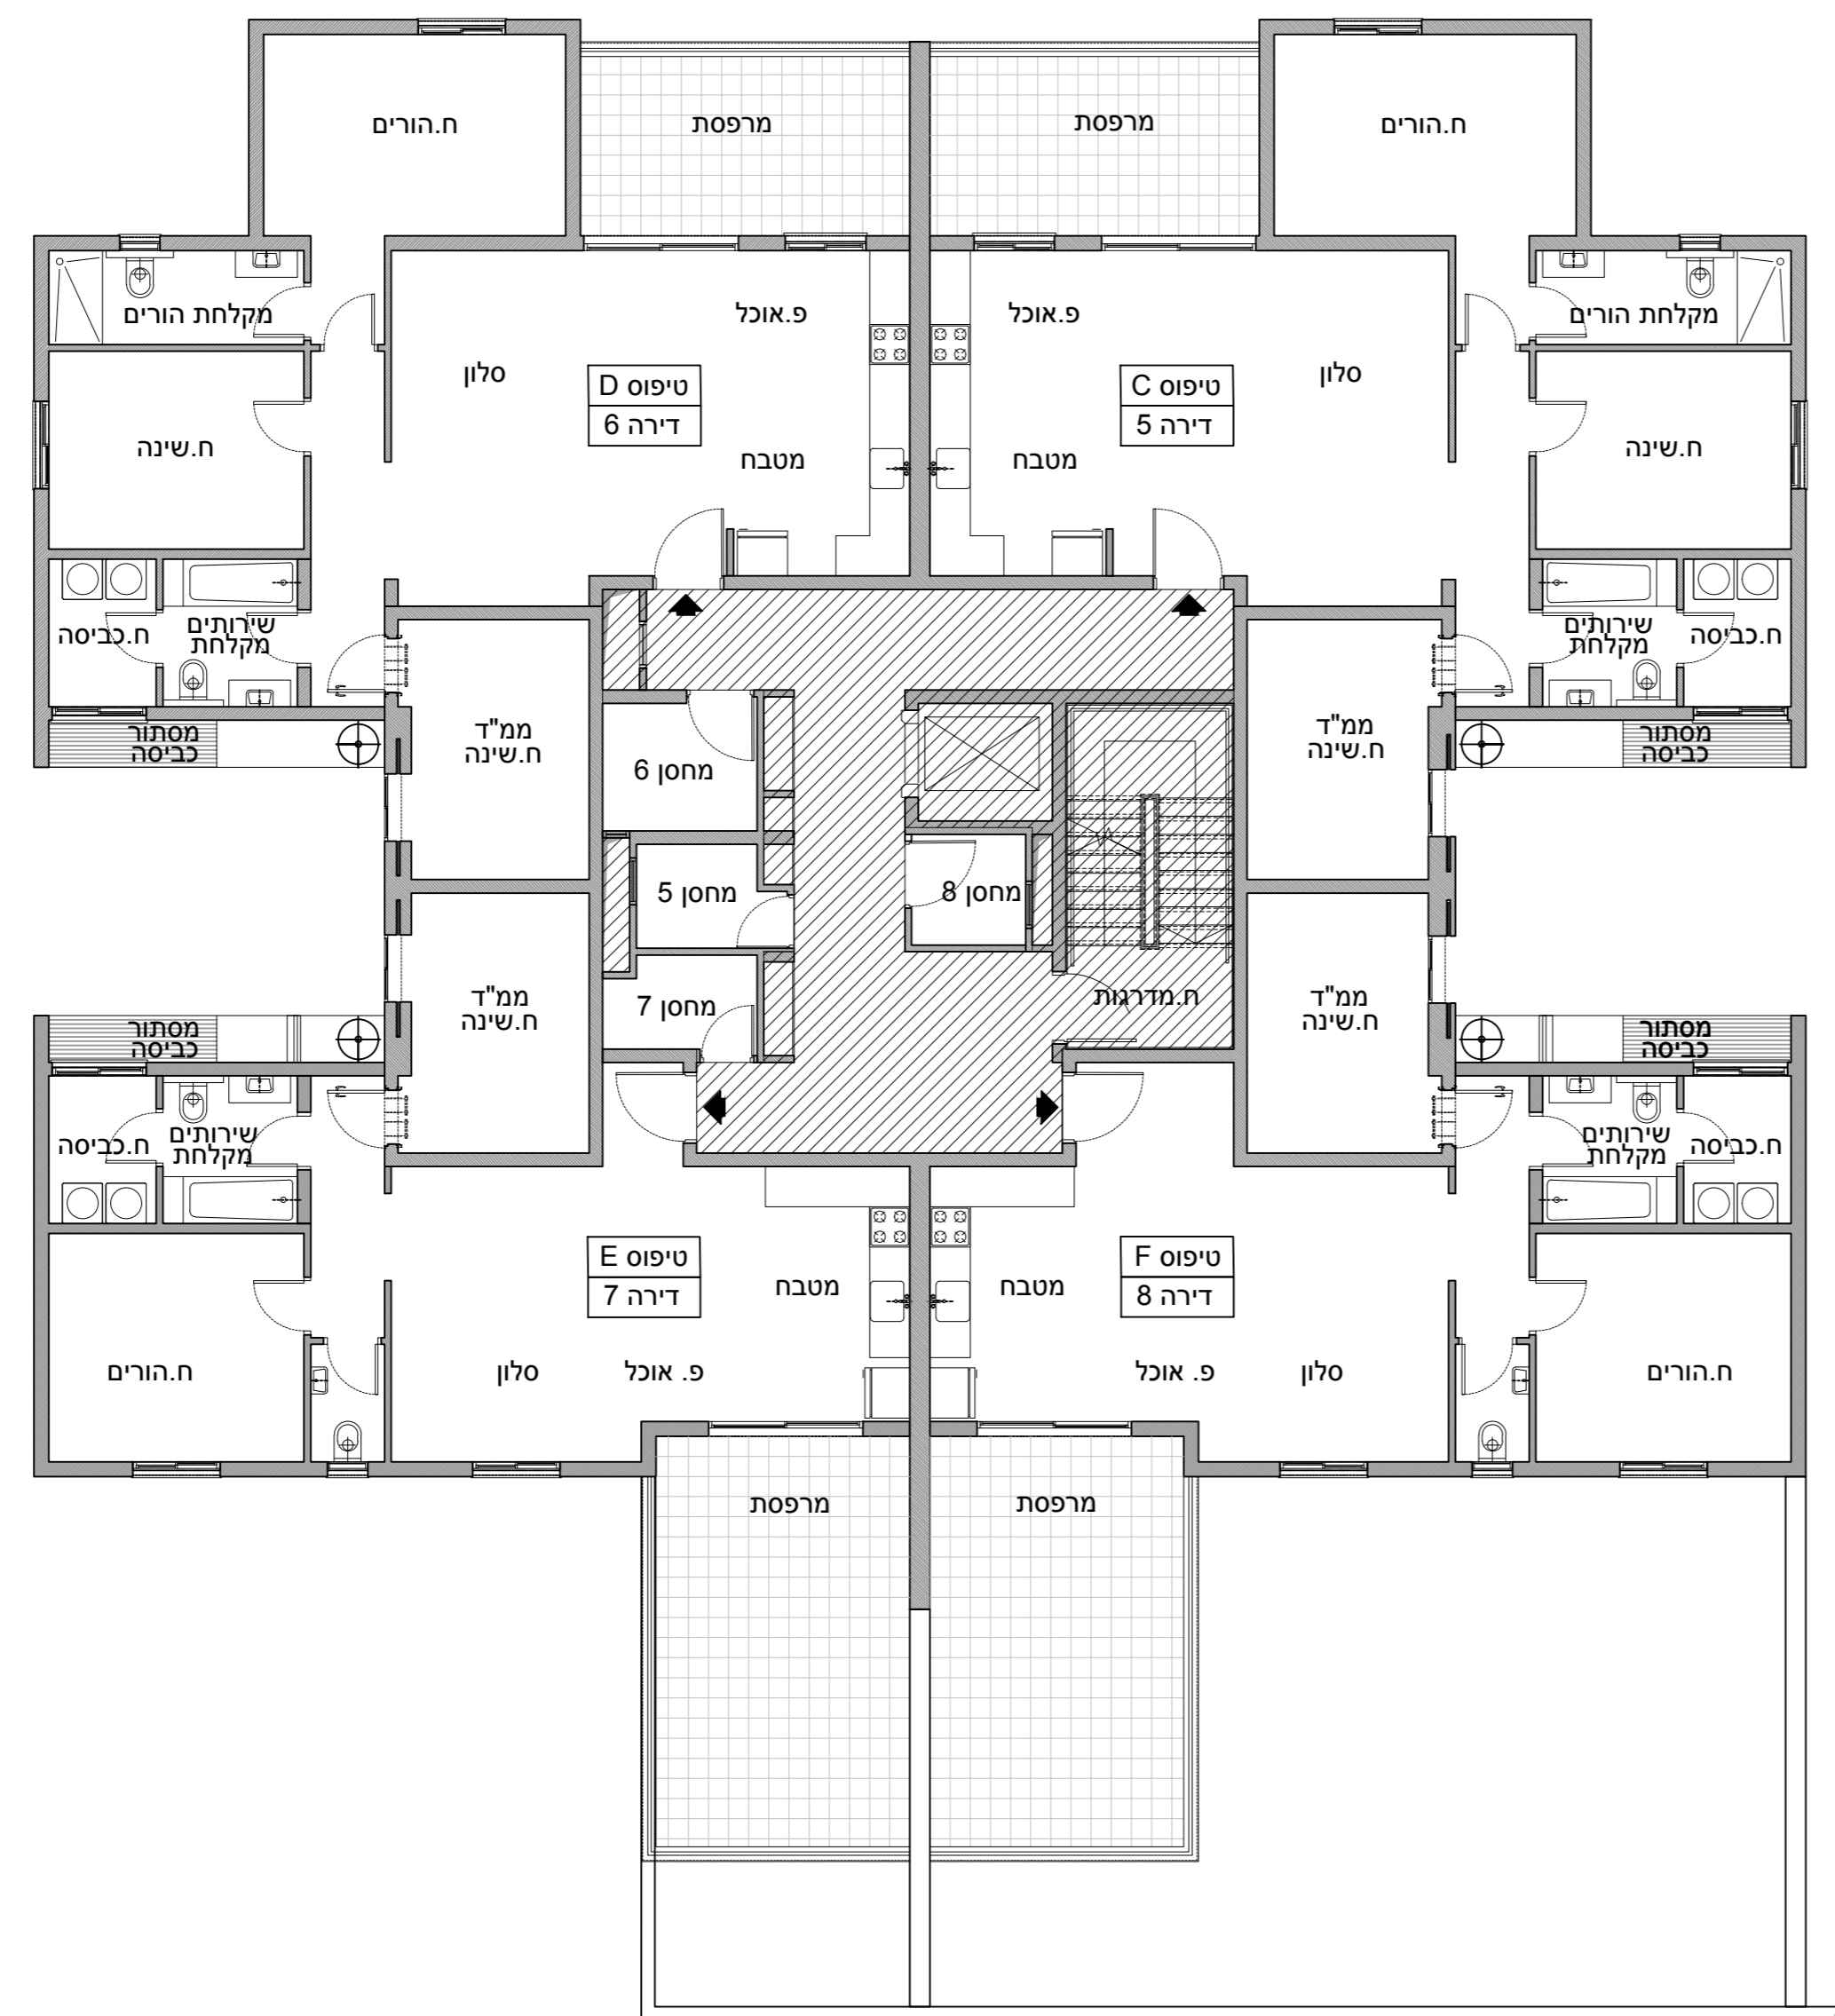 ח.הורים
מרפסת
מרפסת
ח.הורים
מקלחת הורים
פ.אוכל
פ.אוכל
מקלחת הורים
סלון
טיפוס D
דירה 6
טיפוס C
דירה 5
סלון
ח.שינה
מטבח
מטבח
ח.שינה
ח.כביסה
שירותים
מקלחת
שירותים
מקלחת
ח.כביסה
מסתור
כביסה
ממ"ד
ח.שינה
מחסן 6
ממ"ד
ח.שינה
מסתור
כביסה
מחסן 5
מחסן 8
מסתור
כביסה
ממ"ד
ח.שינה
מחסן 7
ח.מדרגות
ממ"ד
ח.שינה
מסתור
כביסה
ח.כביסה
שירותים
מקלחת
שירותים
מקלחת
ח.כביסה
טיפוס E
דירה 7
מטבח
מטבח
טיפוס F
דירה 8
ח.הורים
סלון
פ. אוכל
פ. אוכל
סלון
ח.הורים
מרפסת
מרפסת